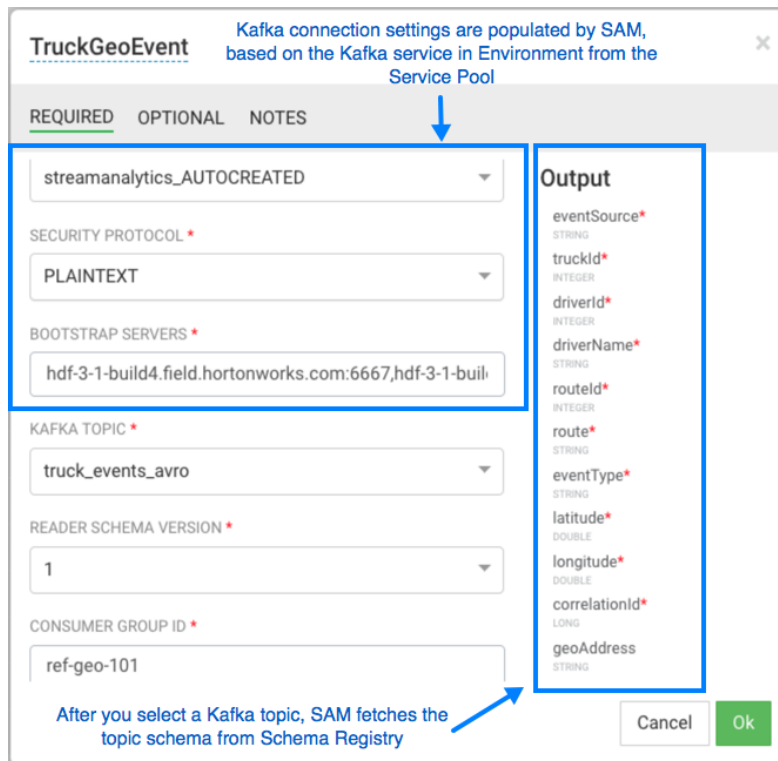 Kafka connection settings are populated by SAM,
based on the Kafka service in Environment from the
Service Pool
TruckGeoEvent
×
REQUIRED OPTIONAL NOTES
streamanalytics_AUTOCREATED
SECURITY PROTOCOL *
PLAINTEXT
BOOTSTRAP SERVERS *
hdf-3-1-build4.field.hortonworks.com:6667,hdf-3-1-buil
KAFKA TOPIC *
truck_events_avro
READER SCHEMA VERSION *
1
CONSUMER GROUP ID *
ref-geo-101
Output
eventSource*
STRING
truckId*
INTEGER
driverId*
INTEGER
driverName*
STRING
routeId*
INTEGER
route*
STRING
eventType*
STRING
latitude*
DOUBLE
longitude*
DOUBLE
correlationId*
LONG
geoAddress
STRING
After you select a Kafka topic, SAM fetches the
topic schema from Schema Registry
Cancel Ok